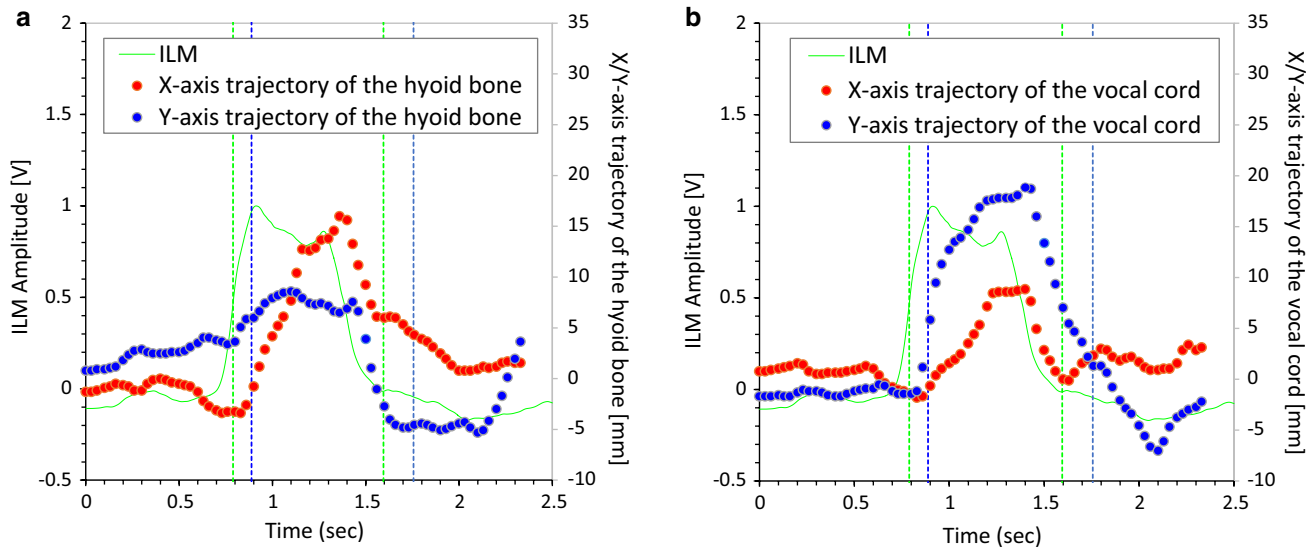 a
2
1.5
1
0.5
0
-0.5
ILM Amplitude [V]
ILM
X-axis trajectory of the hyoid bone
Y-axis trajectory of the hyoid bone
35
30
25
20
15
10
5
0
-5
-10
X/Y-axis trajectory of the hyoid bone [mm]
0 0.5 1 1.5 2 2.5
Time (sec)
b
2
1.5
1
0.5
0
-0.5
ILM Amplitude [V]
ILM
X-axis trajectory of the vocal cord
Y-axis trajectory of the vocal cord
35
30
25
20
15
10
5
0
-5
-10
X/Y-axis trajectory of the vocal cord [mm]
0 0.5 1 1.5 2 2.5
Time (sec)